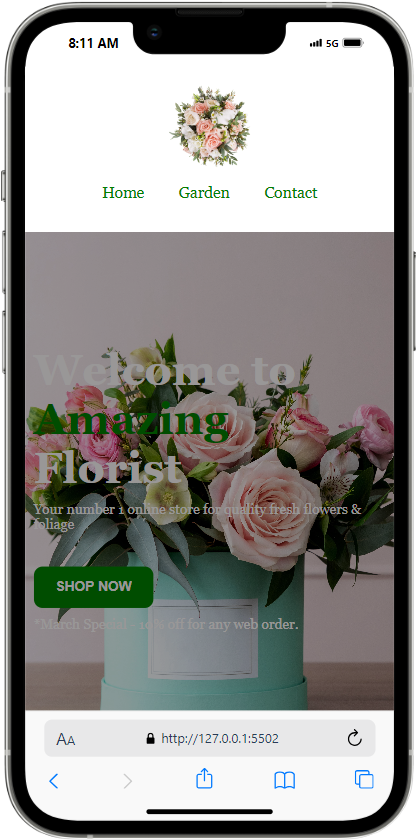 8:11 AM
5G
Home Garden Contact
Welcome to
Amazing
Florist
Your number 1 online store for quality fresh flowers &
foliage
SHOP NOW
*March Special off for any web order.
AA
http://127.0.0.1:5502